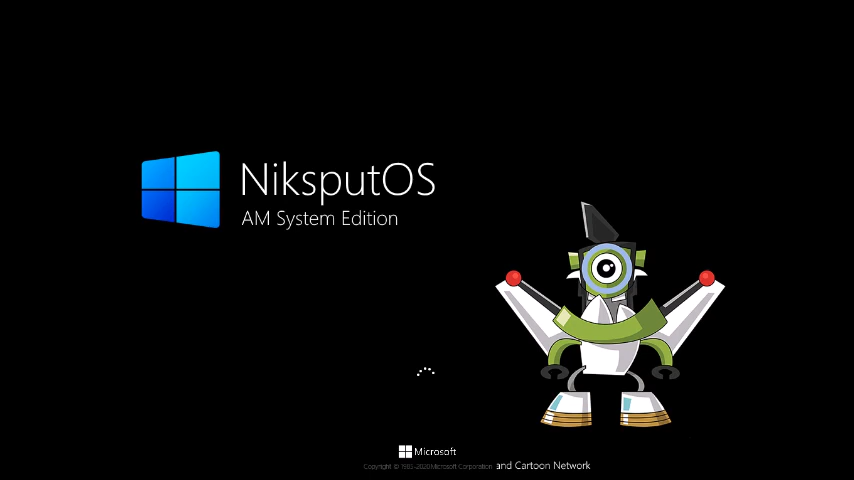 NiksputOS
AM System Edition
Microsoft
Copyright © 1985-2020 Microsoft Corporation and Cartoon Network